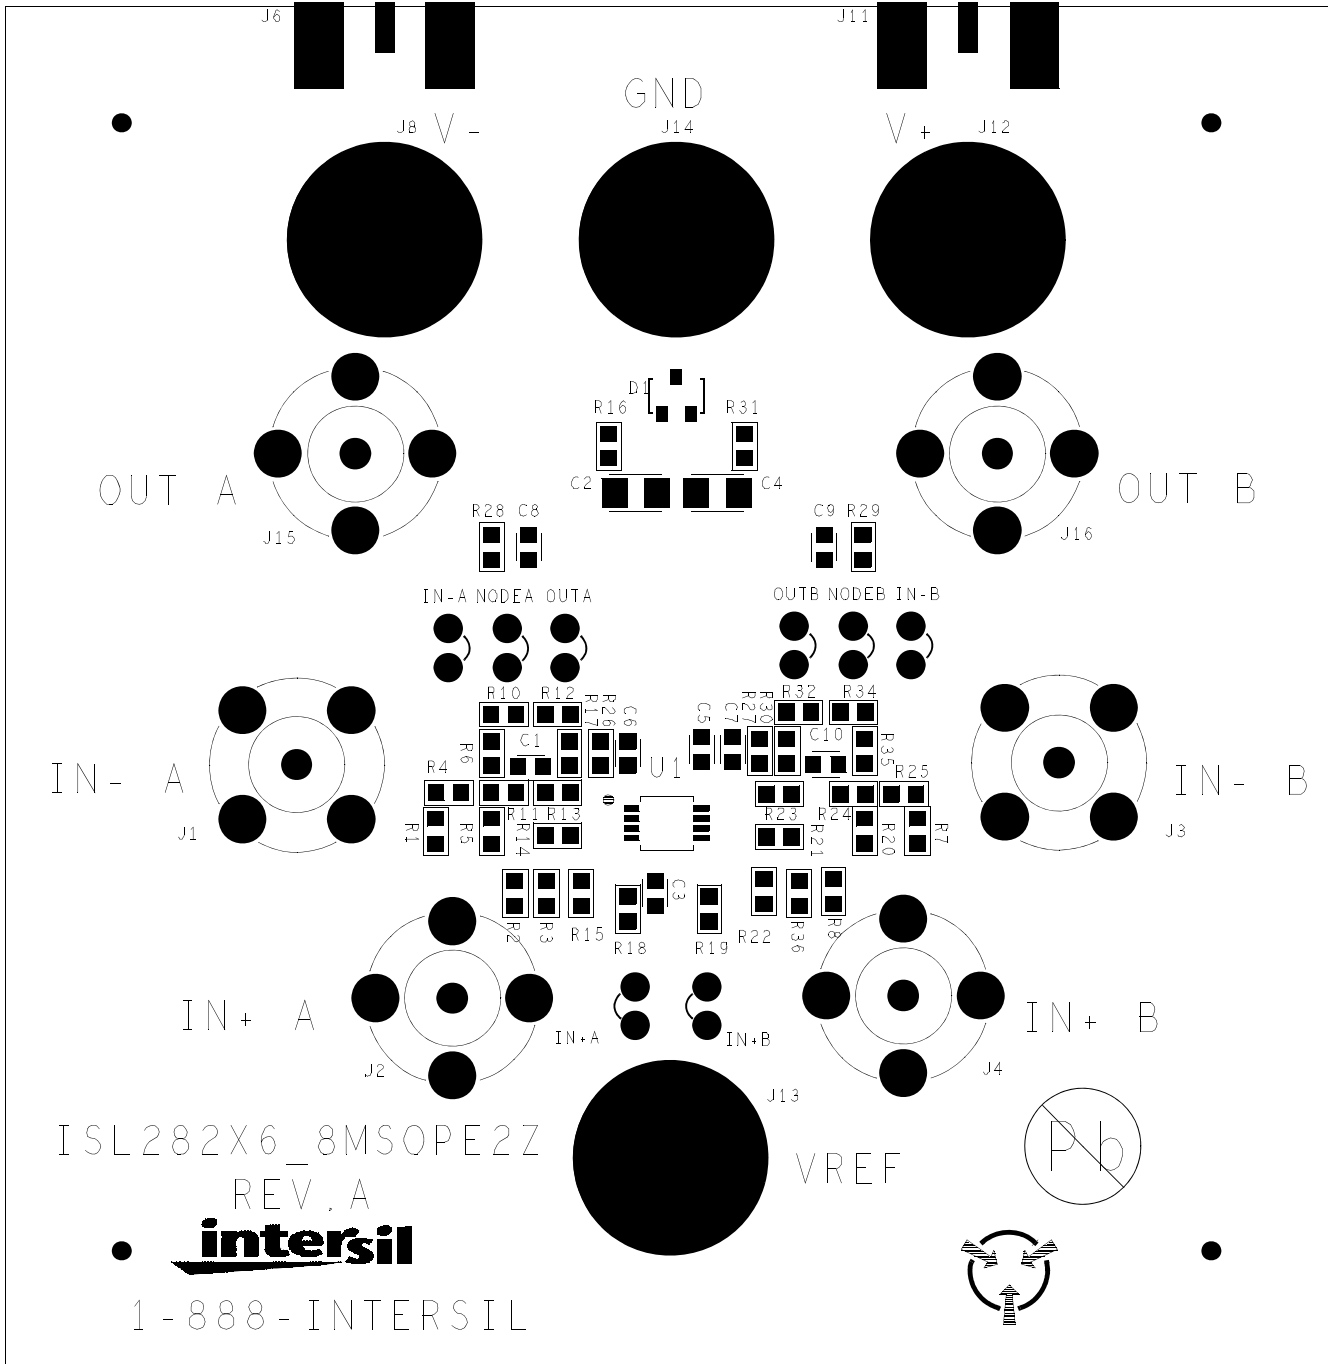 J6
J11
GND
J8
V-
J14
V+
J12
D1
R16
R31
C2
C4
OUT A
OUT B
J15
J16
R28
C8
C9
R29
IN-A
NODEA
OUTA
OUTB
NODEB
IN-B
R10
R12
R17
R26
C6
C5
C7
R27
R30
R32
R34
R6
C1
C10
R35
U1
IN- A
IN- B
R4
R25
R11
R13
R23
R24
J1
R1
R5
R14
R21
R20
R7
J3
C3
R2
R3
R15
R18
R19
R22
R36
R8
IN+ A
IN+ B
IN+A
IN+B
J2
J4
J13
ISL282X6_8MSOPE2Z
REV.A
VREF
Pb
intersil
1-888-INTERSIL